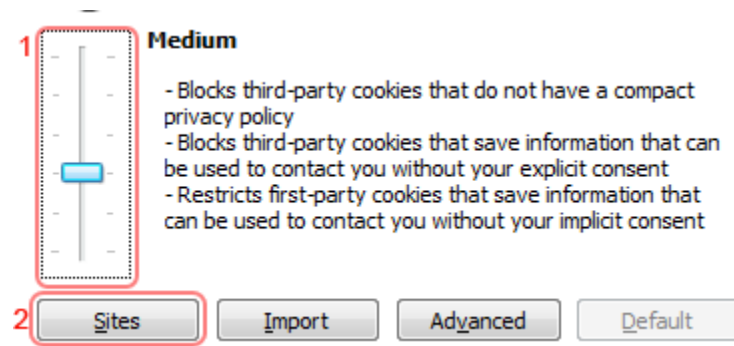 1
Medium
- Blocks third-party cookies that do not have a compact
privacy policy
- Blocks third-party cookies that save information that can
be used to contact you without your explicit consent
- Restricts first-party cookies that save information that
can be used to contact you without your implicit consent
2 Sites Import Advanced Default